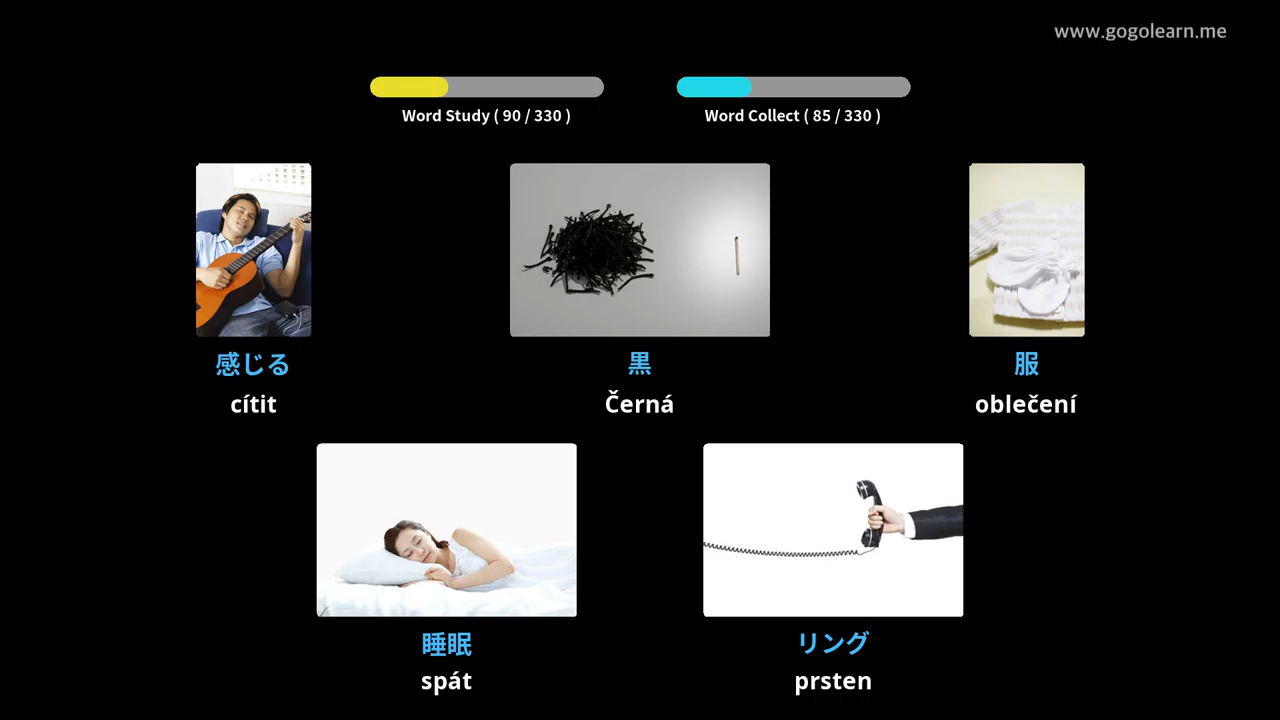 www.gogolearn.me
Word Study ( 90 / 330 )
Word Collect ( 85 / 330 )
感じる
cítit
黒
Černá
服
oblečení
睡眠
spát
リング
prsten